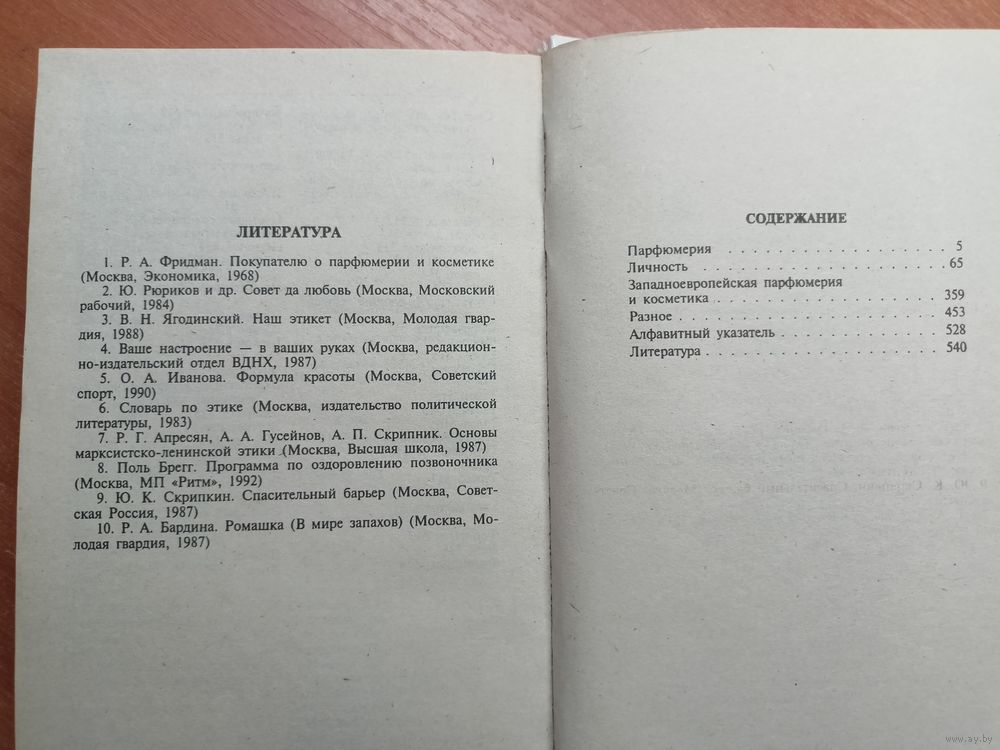 ЛИТЕРАТУРА
1. Р. А. Фридман. Покупателю о парфюмерии и косметике
(Москва, Экономика, 1968)
2. Ю. Рюриков и др. Совет да любовь (Москва, Московский
рабочий, 1984)
3. В. Н. Ягодинский. Наш этикет (Москва, Молодая гвар-
дия, 1988)
4. Ваше настроение — в ваших руках (Москва, редакцион-
но-издательский отдел ВДНХ, 1987)
5. О. А. Иванова. Формула красоты (Москва, Советский
спорт, 1990)
6. Словарь по этике (Москва, издательство политической
литературы, 1983)
7. Р. Г. Апресян, А. А. Гусейнов, А. П. Скрипник. Основы
марксистско-ленинской этики (Москва, Высшая школа, 1987)
8. Поль Брегг. Программа по оздоровлению позвоночника
(Москва, МП «Ритм», 1992)
9. Ю. К. Скрипкин. Спасительный барьер (Москва, Совет-
ская Россия, 1987)
10. Р. А. Бардина. Ромашка (В мире запахов) (Москва, Мо-
лодая гвардия, 1987)
СОДЕРЖАНИЕ
Парфюмерия . . . . . . . . . . . . . . . 5
Личность . . . . . . . . . . . . . . . . 65
Западноевропейская парфюмерия
и косметика . . . . . . . . . . . . . . 359
Разное . . . . . . . . . . . . . . . . . 453
Алфавитный указатель . . . . . . . . . . 528
Литература . . . . . . . . . . . . . . . 540
www.ay.by